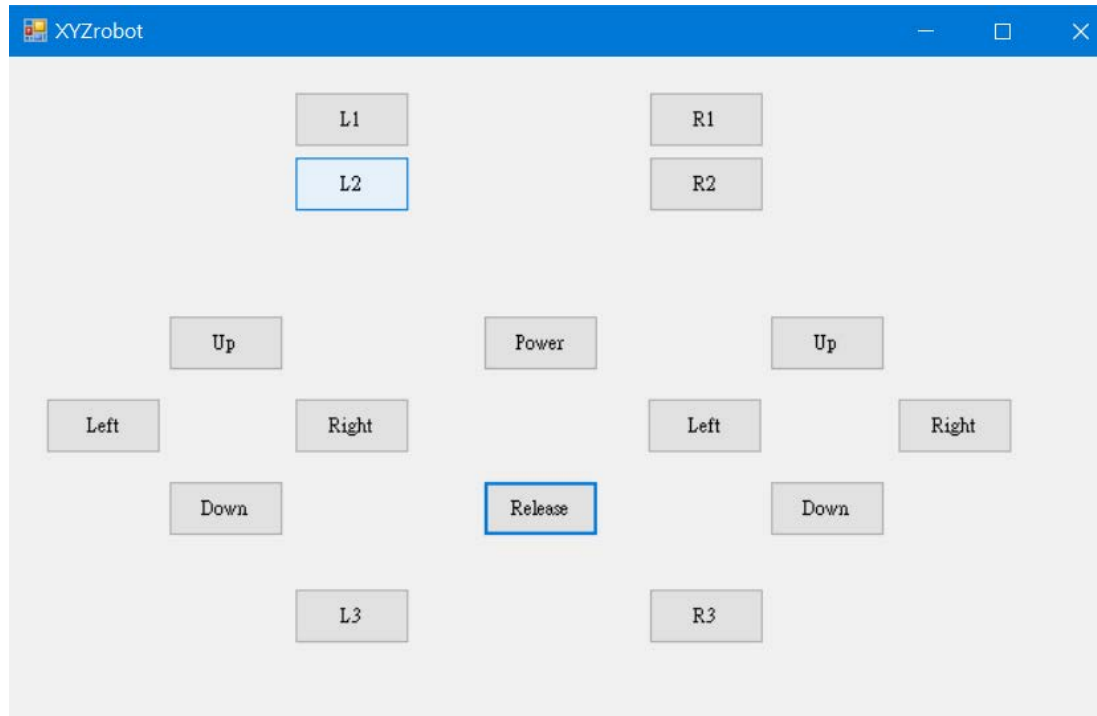 XYZrobot
L1 R1
L2 R2
Up Power Up
Left Right Left Right
Down Release Down
L3 R3